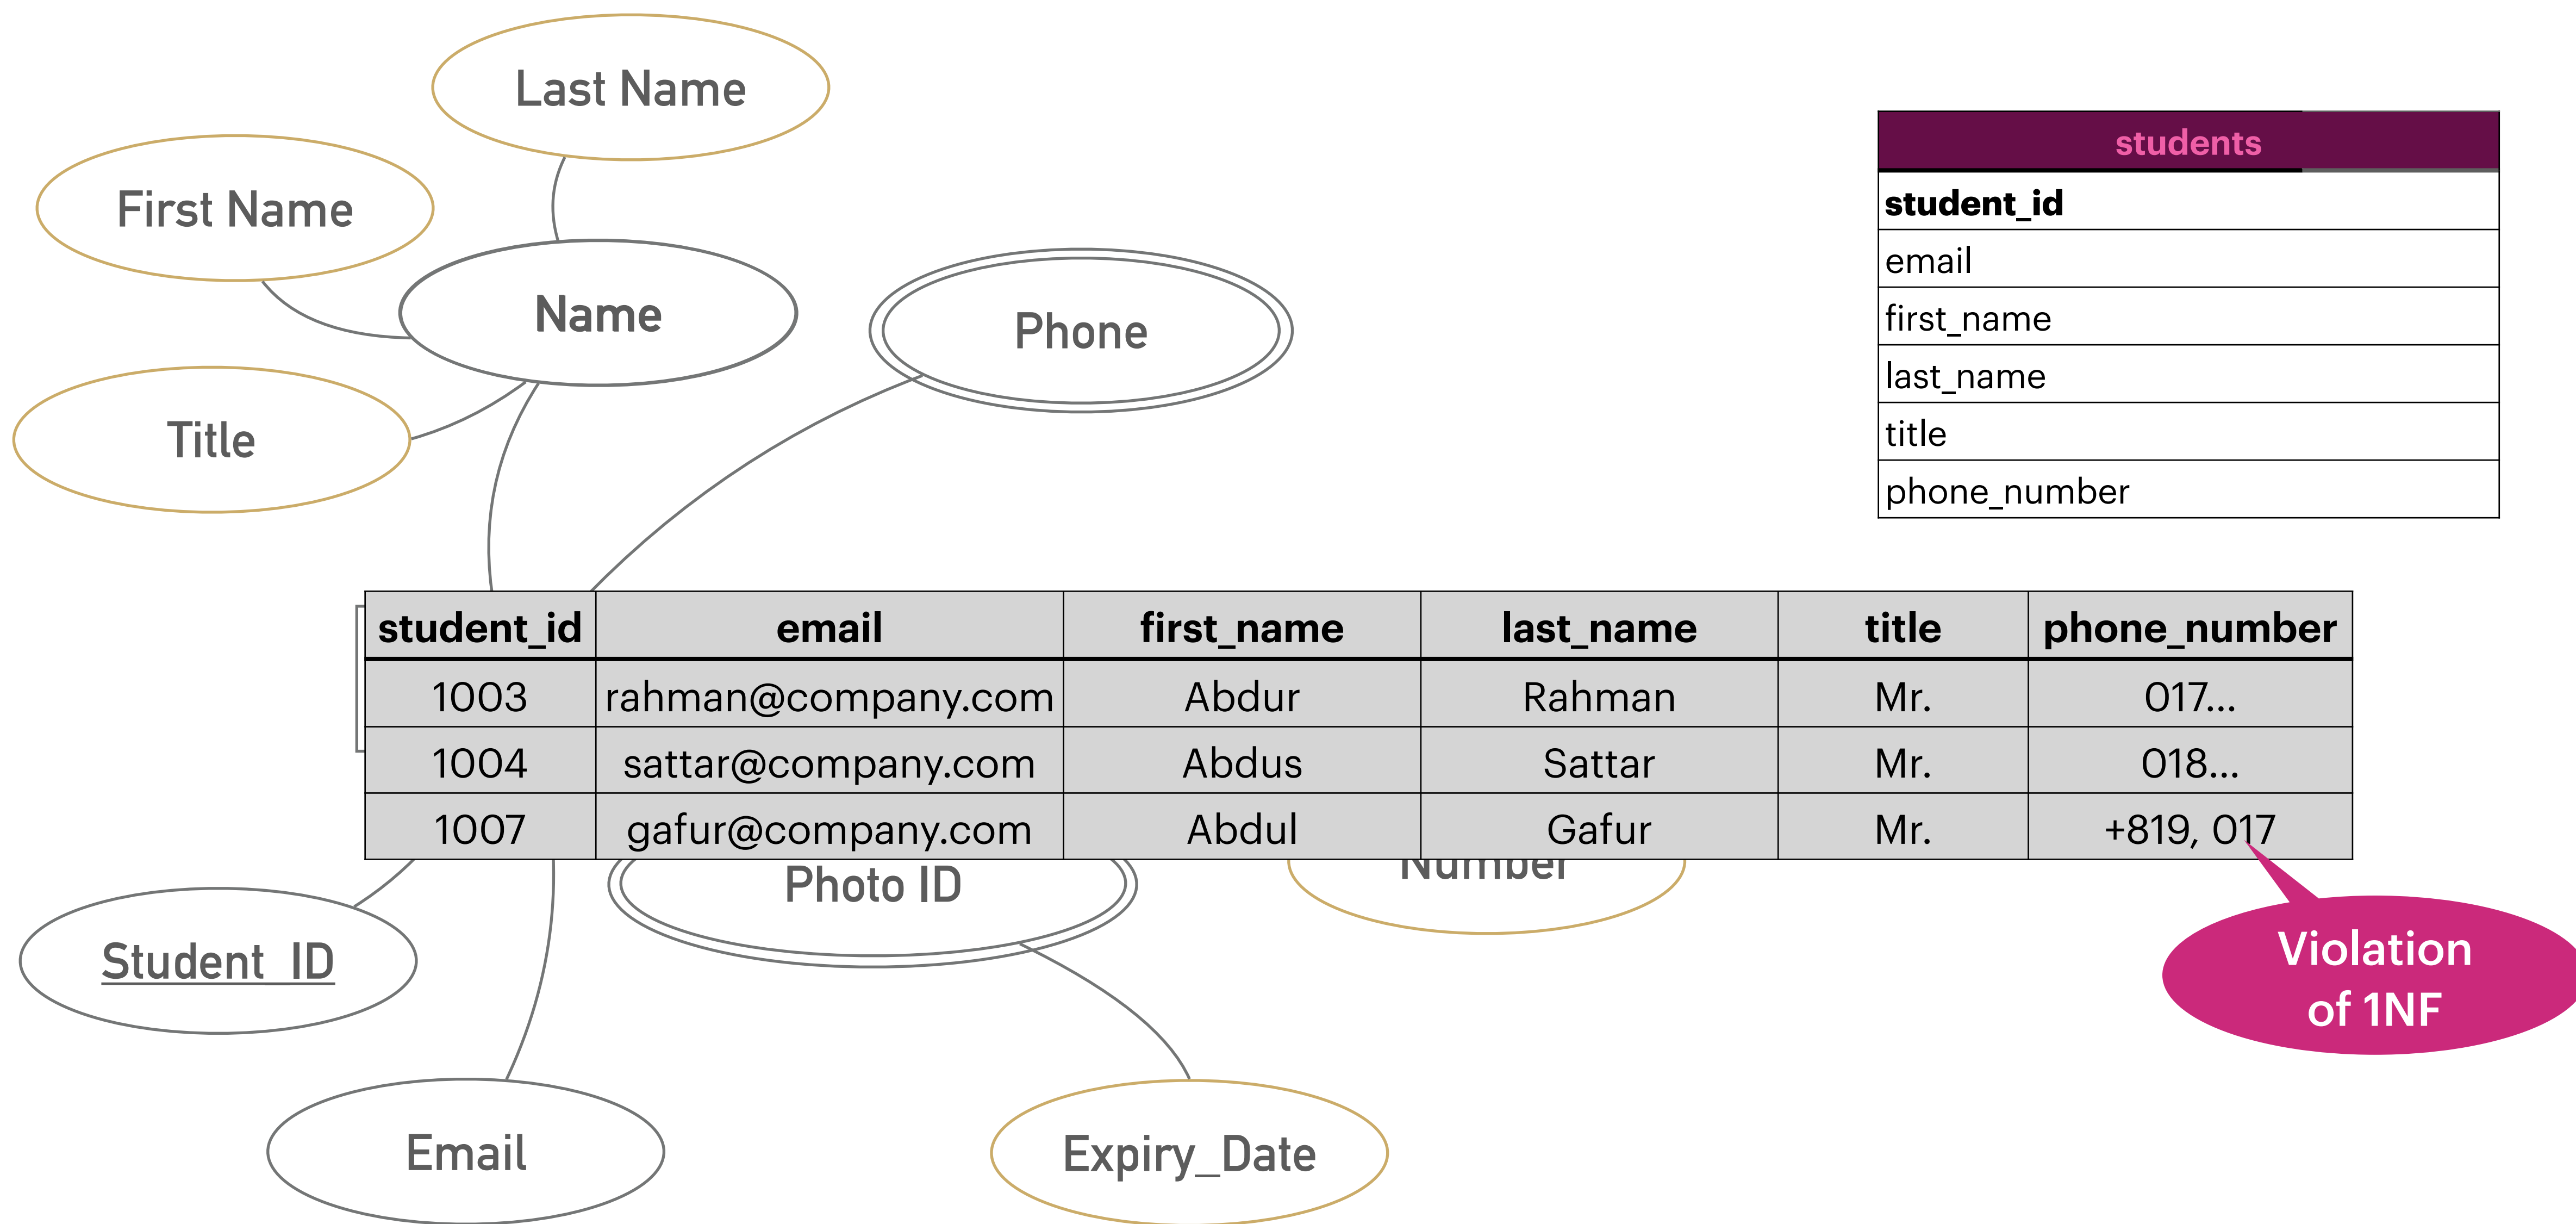 Last Name
First Name
Name
Phone
Title
students
student_id
email
first_name
last_name
title
phone_number
student_id email first_name last_name title phone_number
1003 rahman@company.com Abdur Rahman Mr. 017...
1004 sattar@company.com Abdus Sattar Mr. 018...
1007 gafur@company.com Abdul Gafur Mr. +819, 017
Photo ID
Number
Student_ID
Violation
of 1NF
Email
Expiry_Date